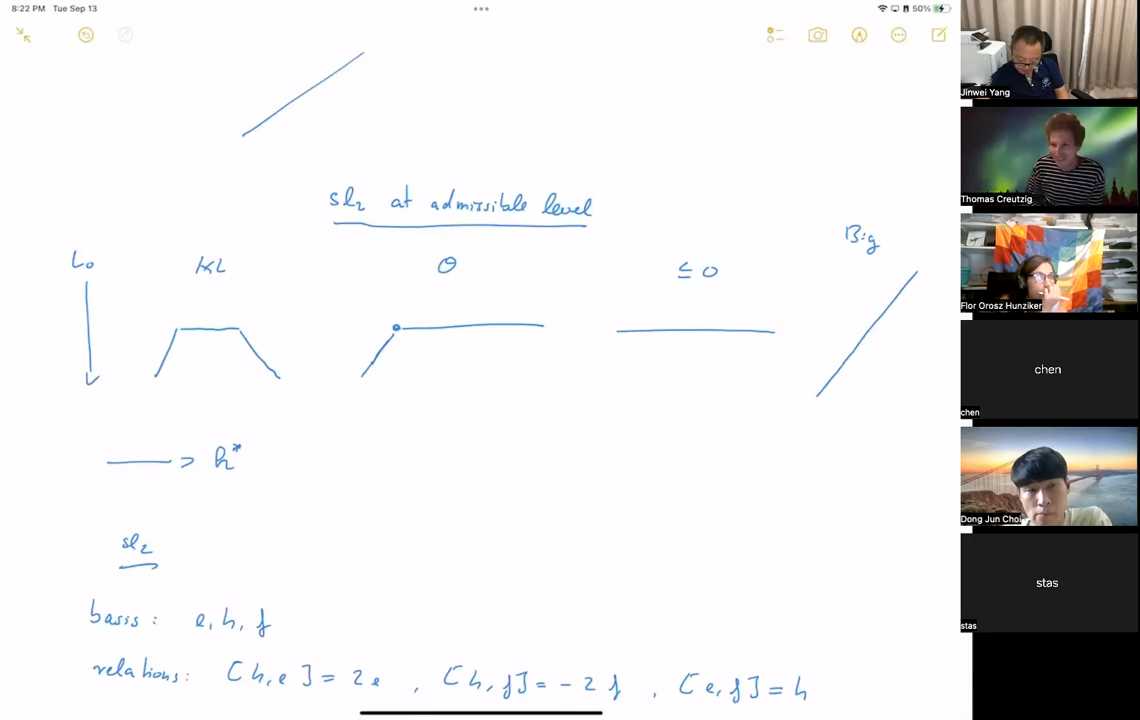 8:22 PM Tue Sep 13
50%
sl₂ at admissible level
L₀ KL O ≤ 0 Big
h*
sl₂
basis: e, h, f
relations: [h, e] = 2e , [h, f] = -2f , [e, f] = h
Jinwei Yang
Thomas Creutzig
Flor Orosz Hunziker
chen
chen
Dong Jun Choi
stas
stas